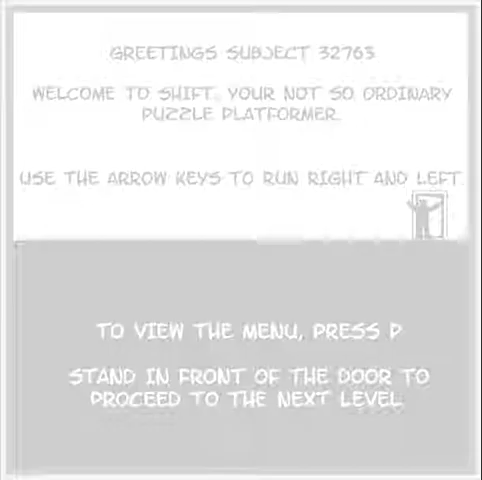 GREETINGS SUBJECT 32763
WELCOME TO SHIFT, YOUR NOT SO ORDINARY
PUZZLE PLATFORMER.
USE THE ARROW KEYS TO RUN RIGHT AND LEFT.
TO VIEW THE MENU, PRESS P
STAND IN FRONT OF THE DOOR TO
PROCEED TO THE NEXT LEVEL